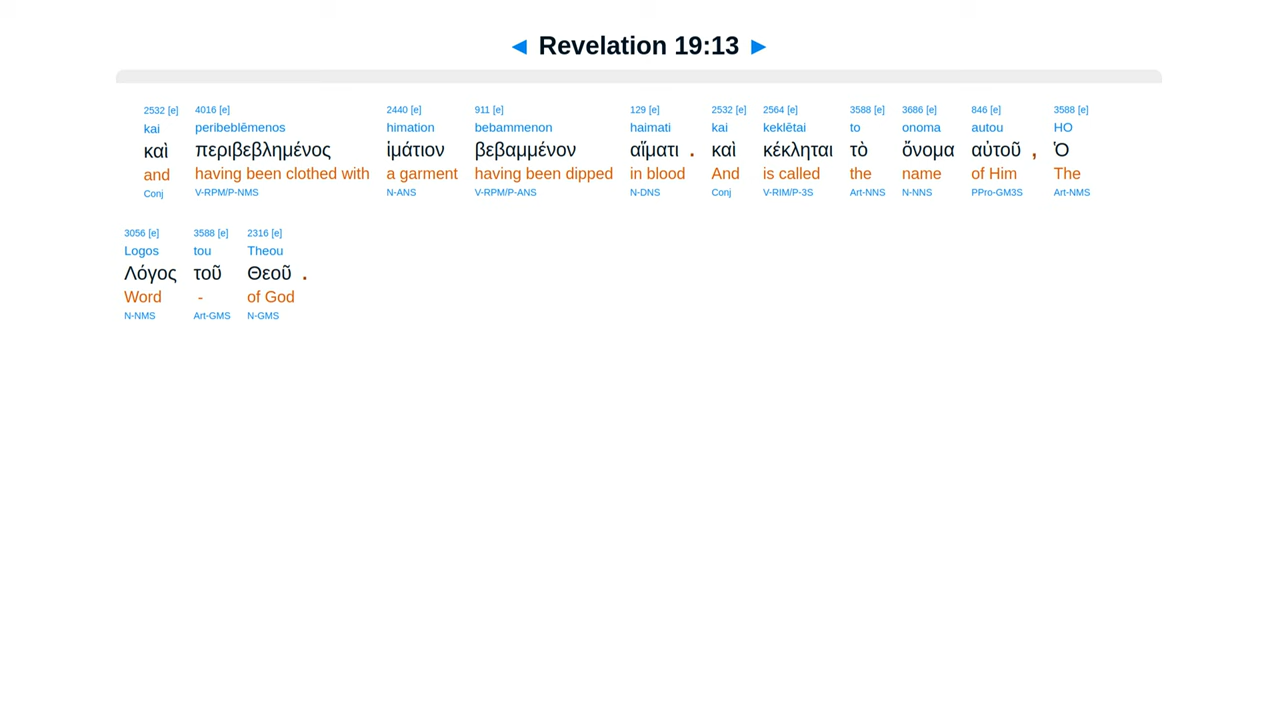 ◄ Revelation 19:13 ►
2532 [e] 4016 [e] 2440 [e] 911 [e] 129 [e] 2532 [e] 2564 [e] 3588 [e] 3686 [e] 846 [e] 3588 [e]
kai peribeblēmenos himation bebammenon haimati kai keklētai to onoma autou HO
καὶ περιβεβλημένος ἱμάτιον βεβαμμένον αἵματι . καὶ κέκληται τὸ ὄνομα αὐτοῦ , Ὁ
and having been clothed with a garment having been dipped in blood And is called the name of Him The
Conj V-RPM/P-NMS N-ANS V-RPM/P-ANS N-DNS Conj V-RIM/P-3S Art-NNS N-NNS PPro-GM3S Art-NMS
3056 [e] 3588 [e] 2316 [e]
Logos tou Theou
Λόγος τοῦ Θεοῦ .
Word - of God
N-NMS Art-GMS N-GMS